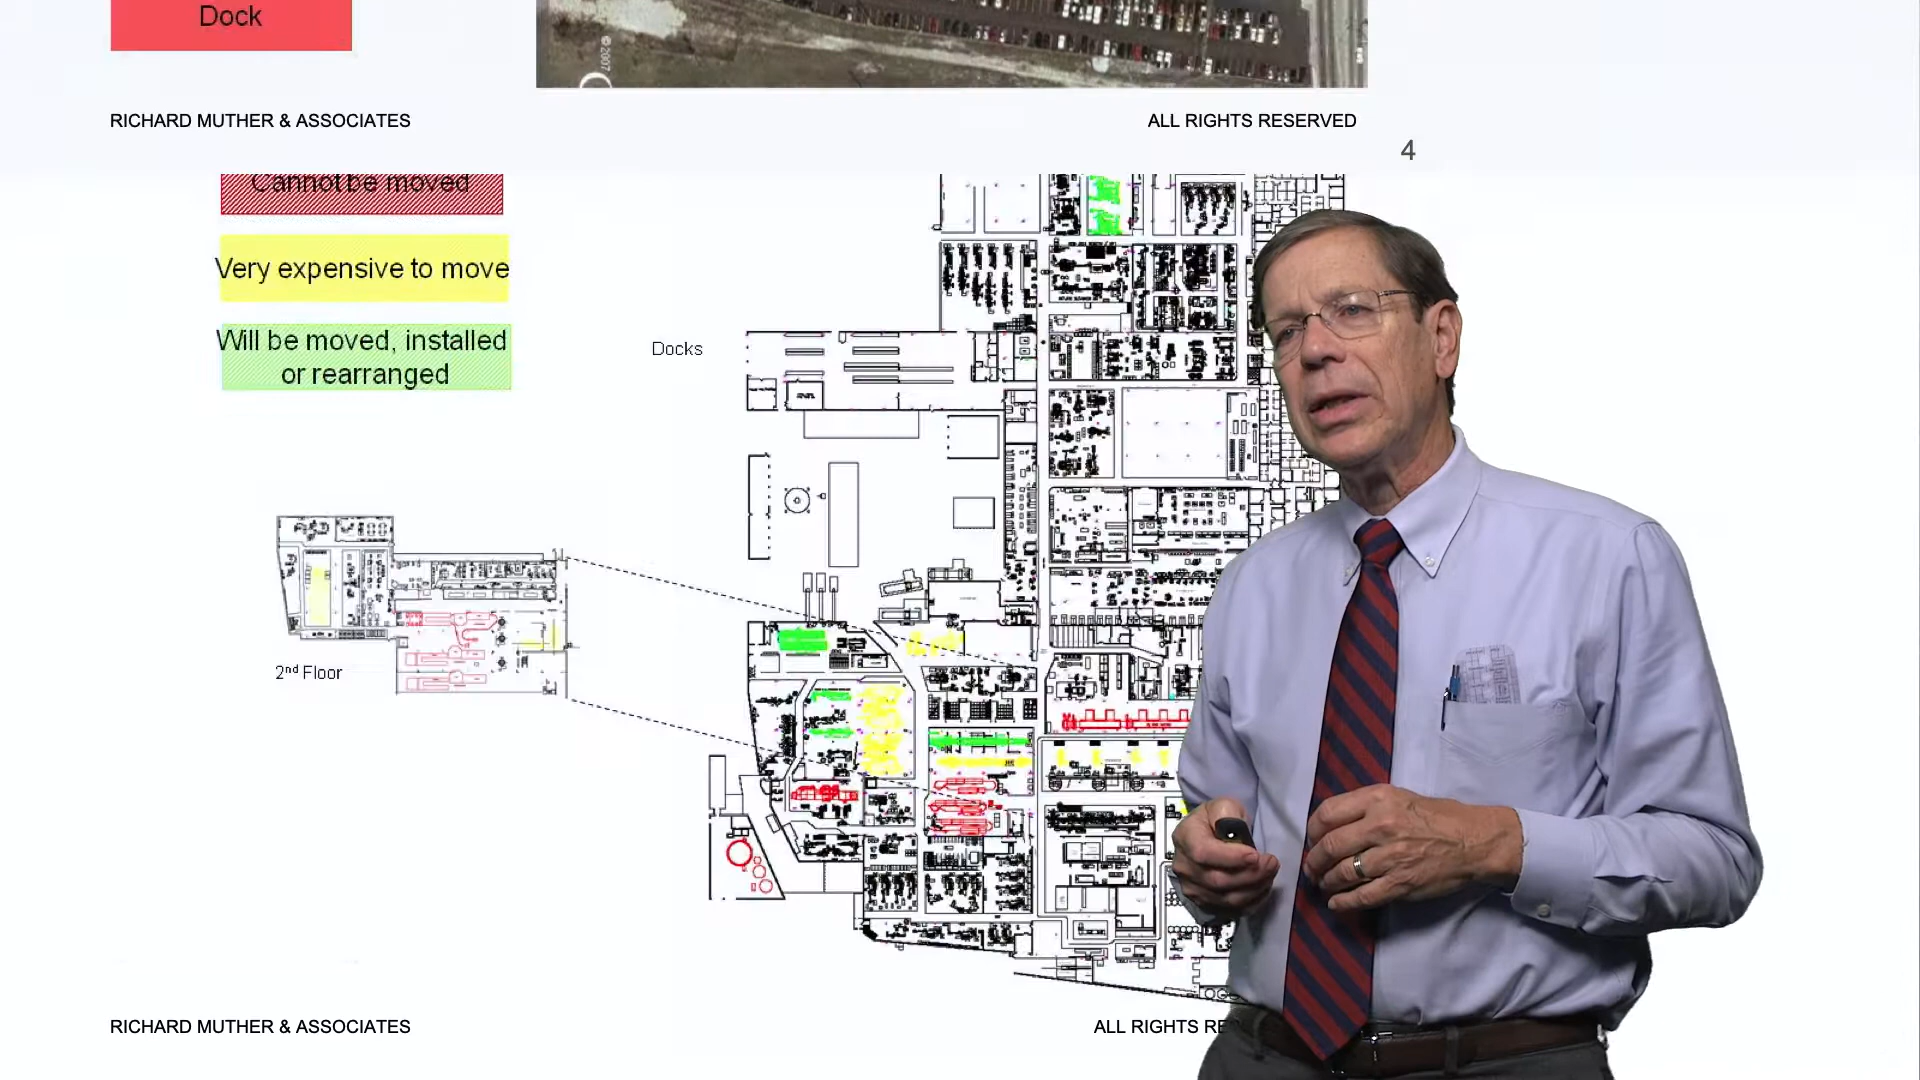 Dock
©2007
RICHARD MUTHER & ASSOCIATES
ALL RIGHTS RESERVED
4
Cannot be moved
Very expensive to move
Will be moved, installed
or rearranged
Docks
2nd Floor
RICHARD MUTHER & ASSOCIATES
ALL RIGHTS RE